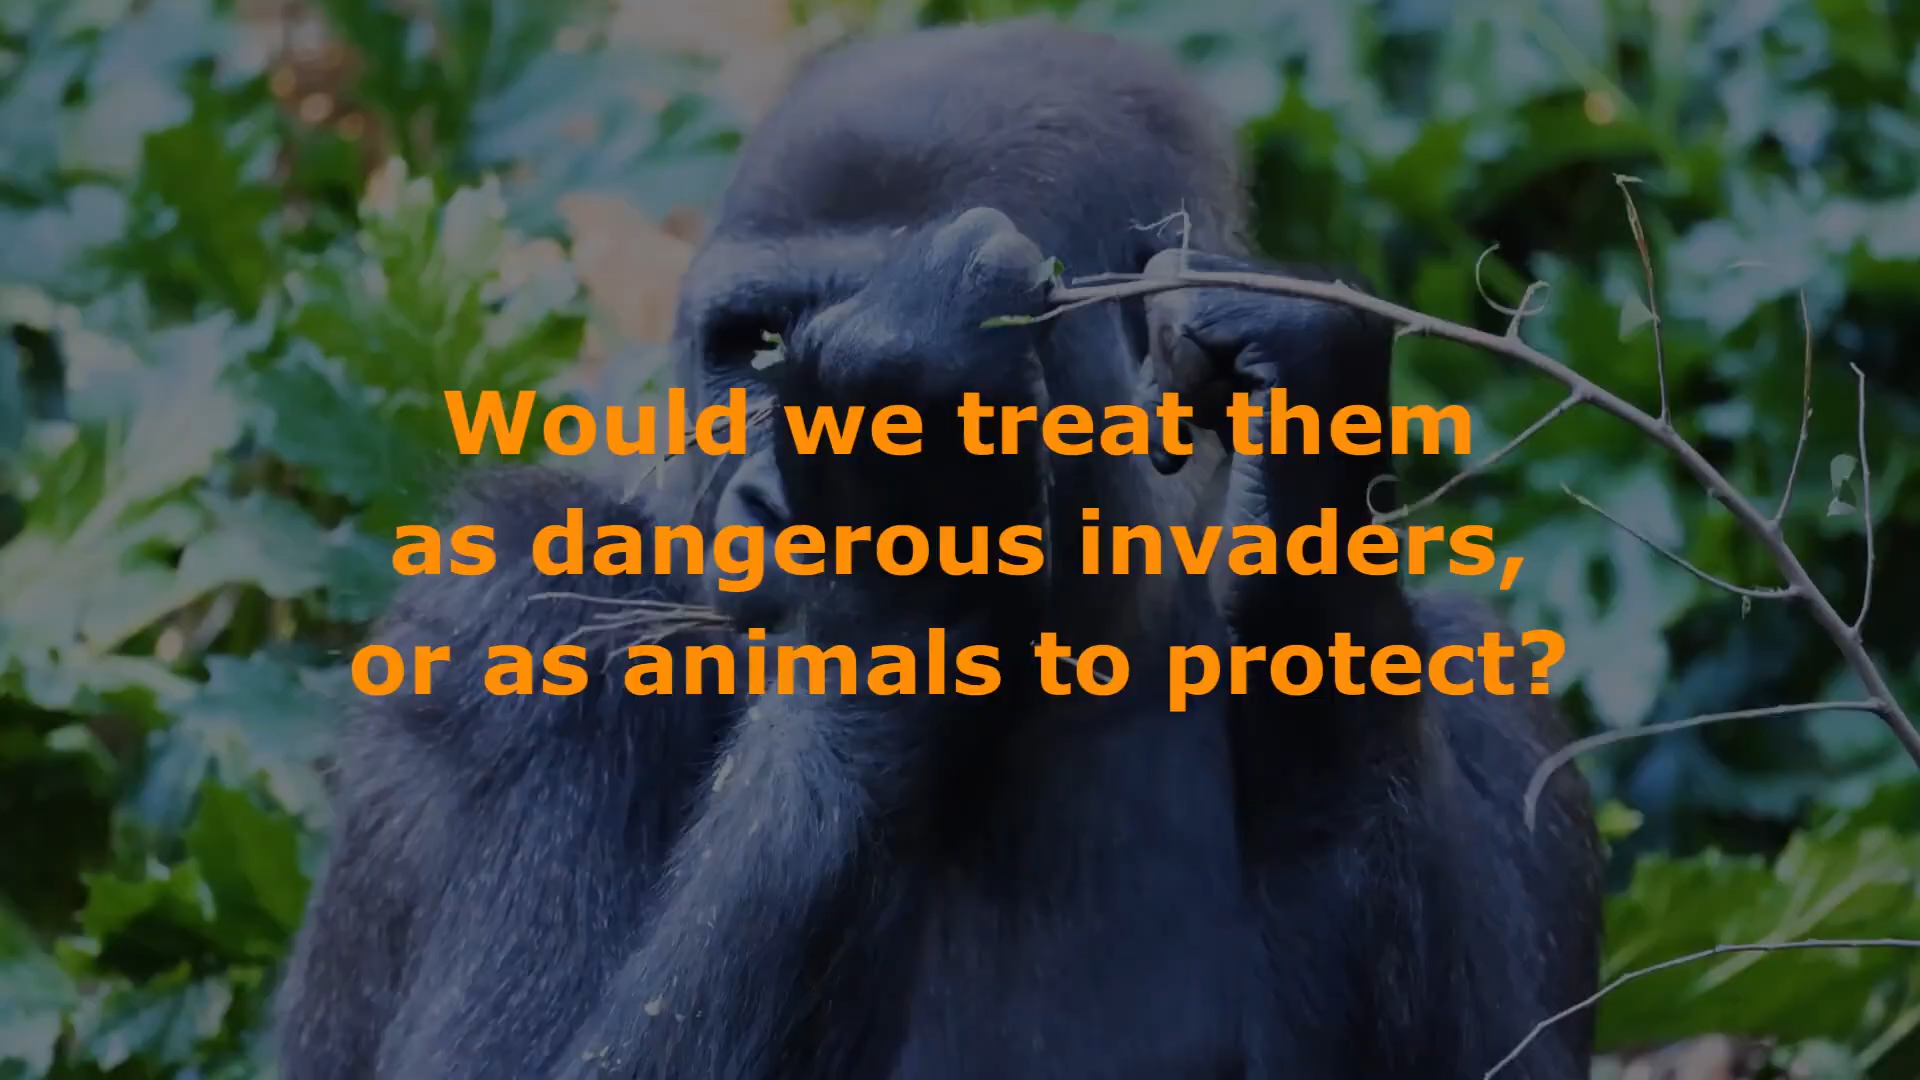 Would we treat them
as dangerous invaders,
or as animals to protect?